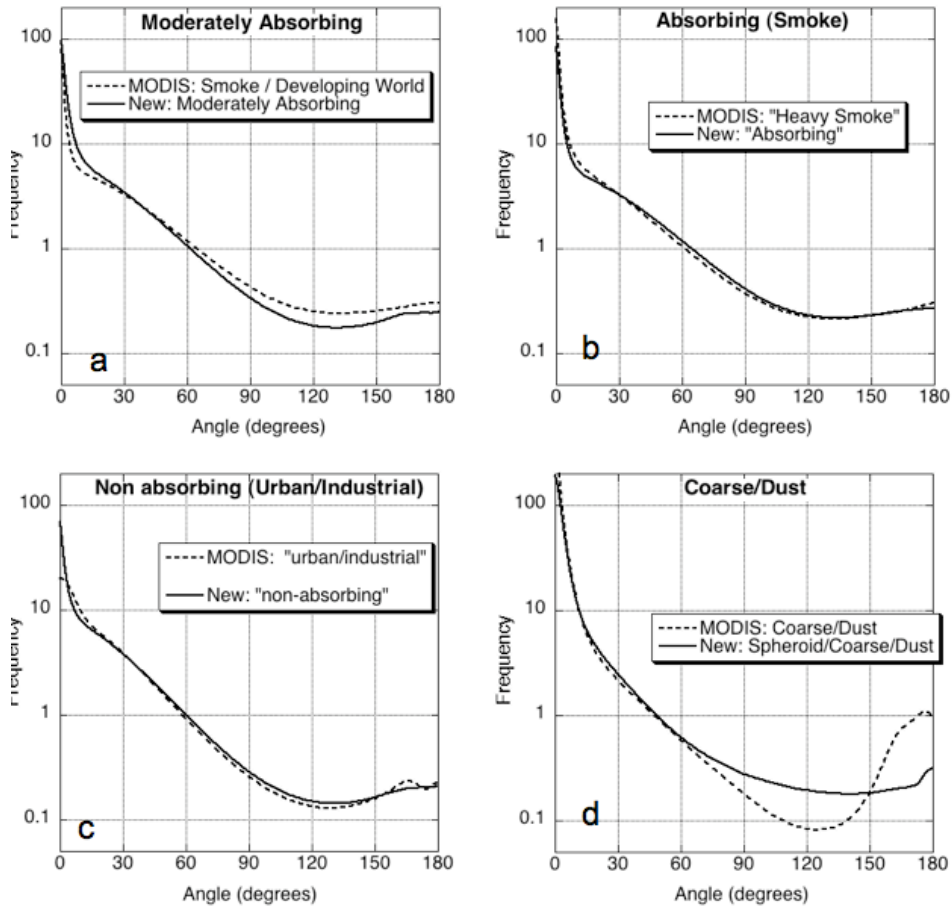 Moderately Absorbing
100
10
1
0.1
Frequency
MODIS: Smoke / Developing World
New: Moderately Absorbing
a
0 30 60 90 120 150 180
Angle (degrees)
Absorbing (Smoke)
100
10
1
0.1
Frequency
MODIS: "Heavy Smoke"
New: "Absorbing"
b
0 30 60 90 120 150 180
Angle (degrees)
Non absorbing (Urban/Industrial)
100
10
1
0.1
Frequency
MODIS: "urban/industrial"
New: "non-absorbing"
c
0 30 60 90 120 150 180
Angle (degrees)
Coarse/Dust
100
10
1
0.1
Frequency
MODIS: Coarse/Dust
New: Spheroid/Coarse/Dust
d
0 30 60 90 120 150 180
Angle (degrees)